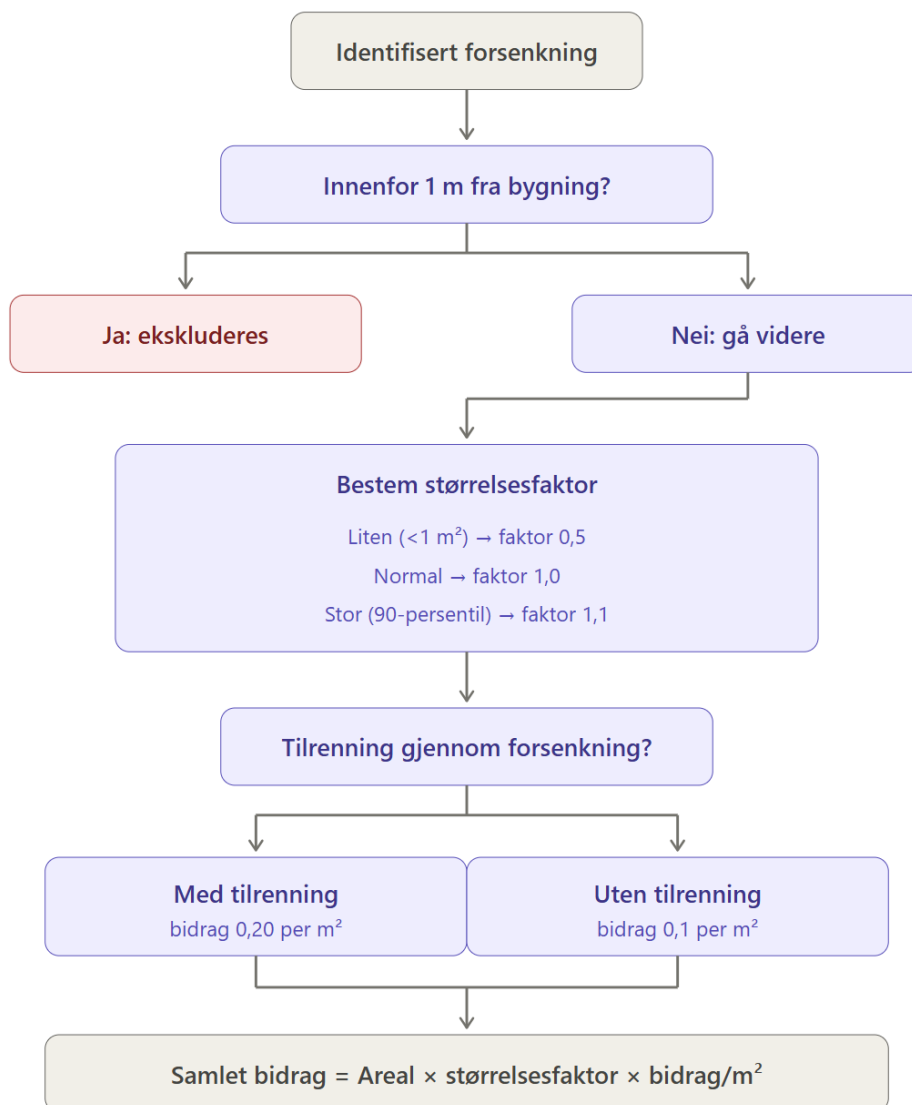 Identifisert forsenkning
Innenfor 1 m fra bygning?
Ja: ekskluderes
Nei: gå videre
Bestem størrelsesfaktor
Liten (<1 m²) → faktor 0,5
Normal → faktor 1,0
Stor (90-persentil) → faktor 1,1
Tilrenning gjennom forsenkning?
Med tilrenning
bidrag 0,20 per m²
Uten tilrenning
bidrag 0,1 per m²
Samlet bidrag = Areal × størrelsesfaktor × bidrag/m²